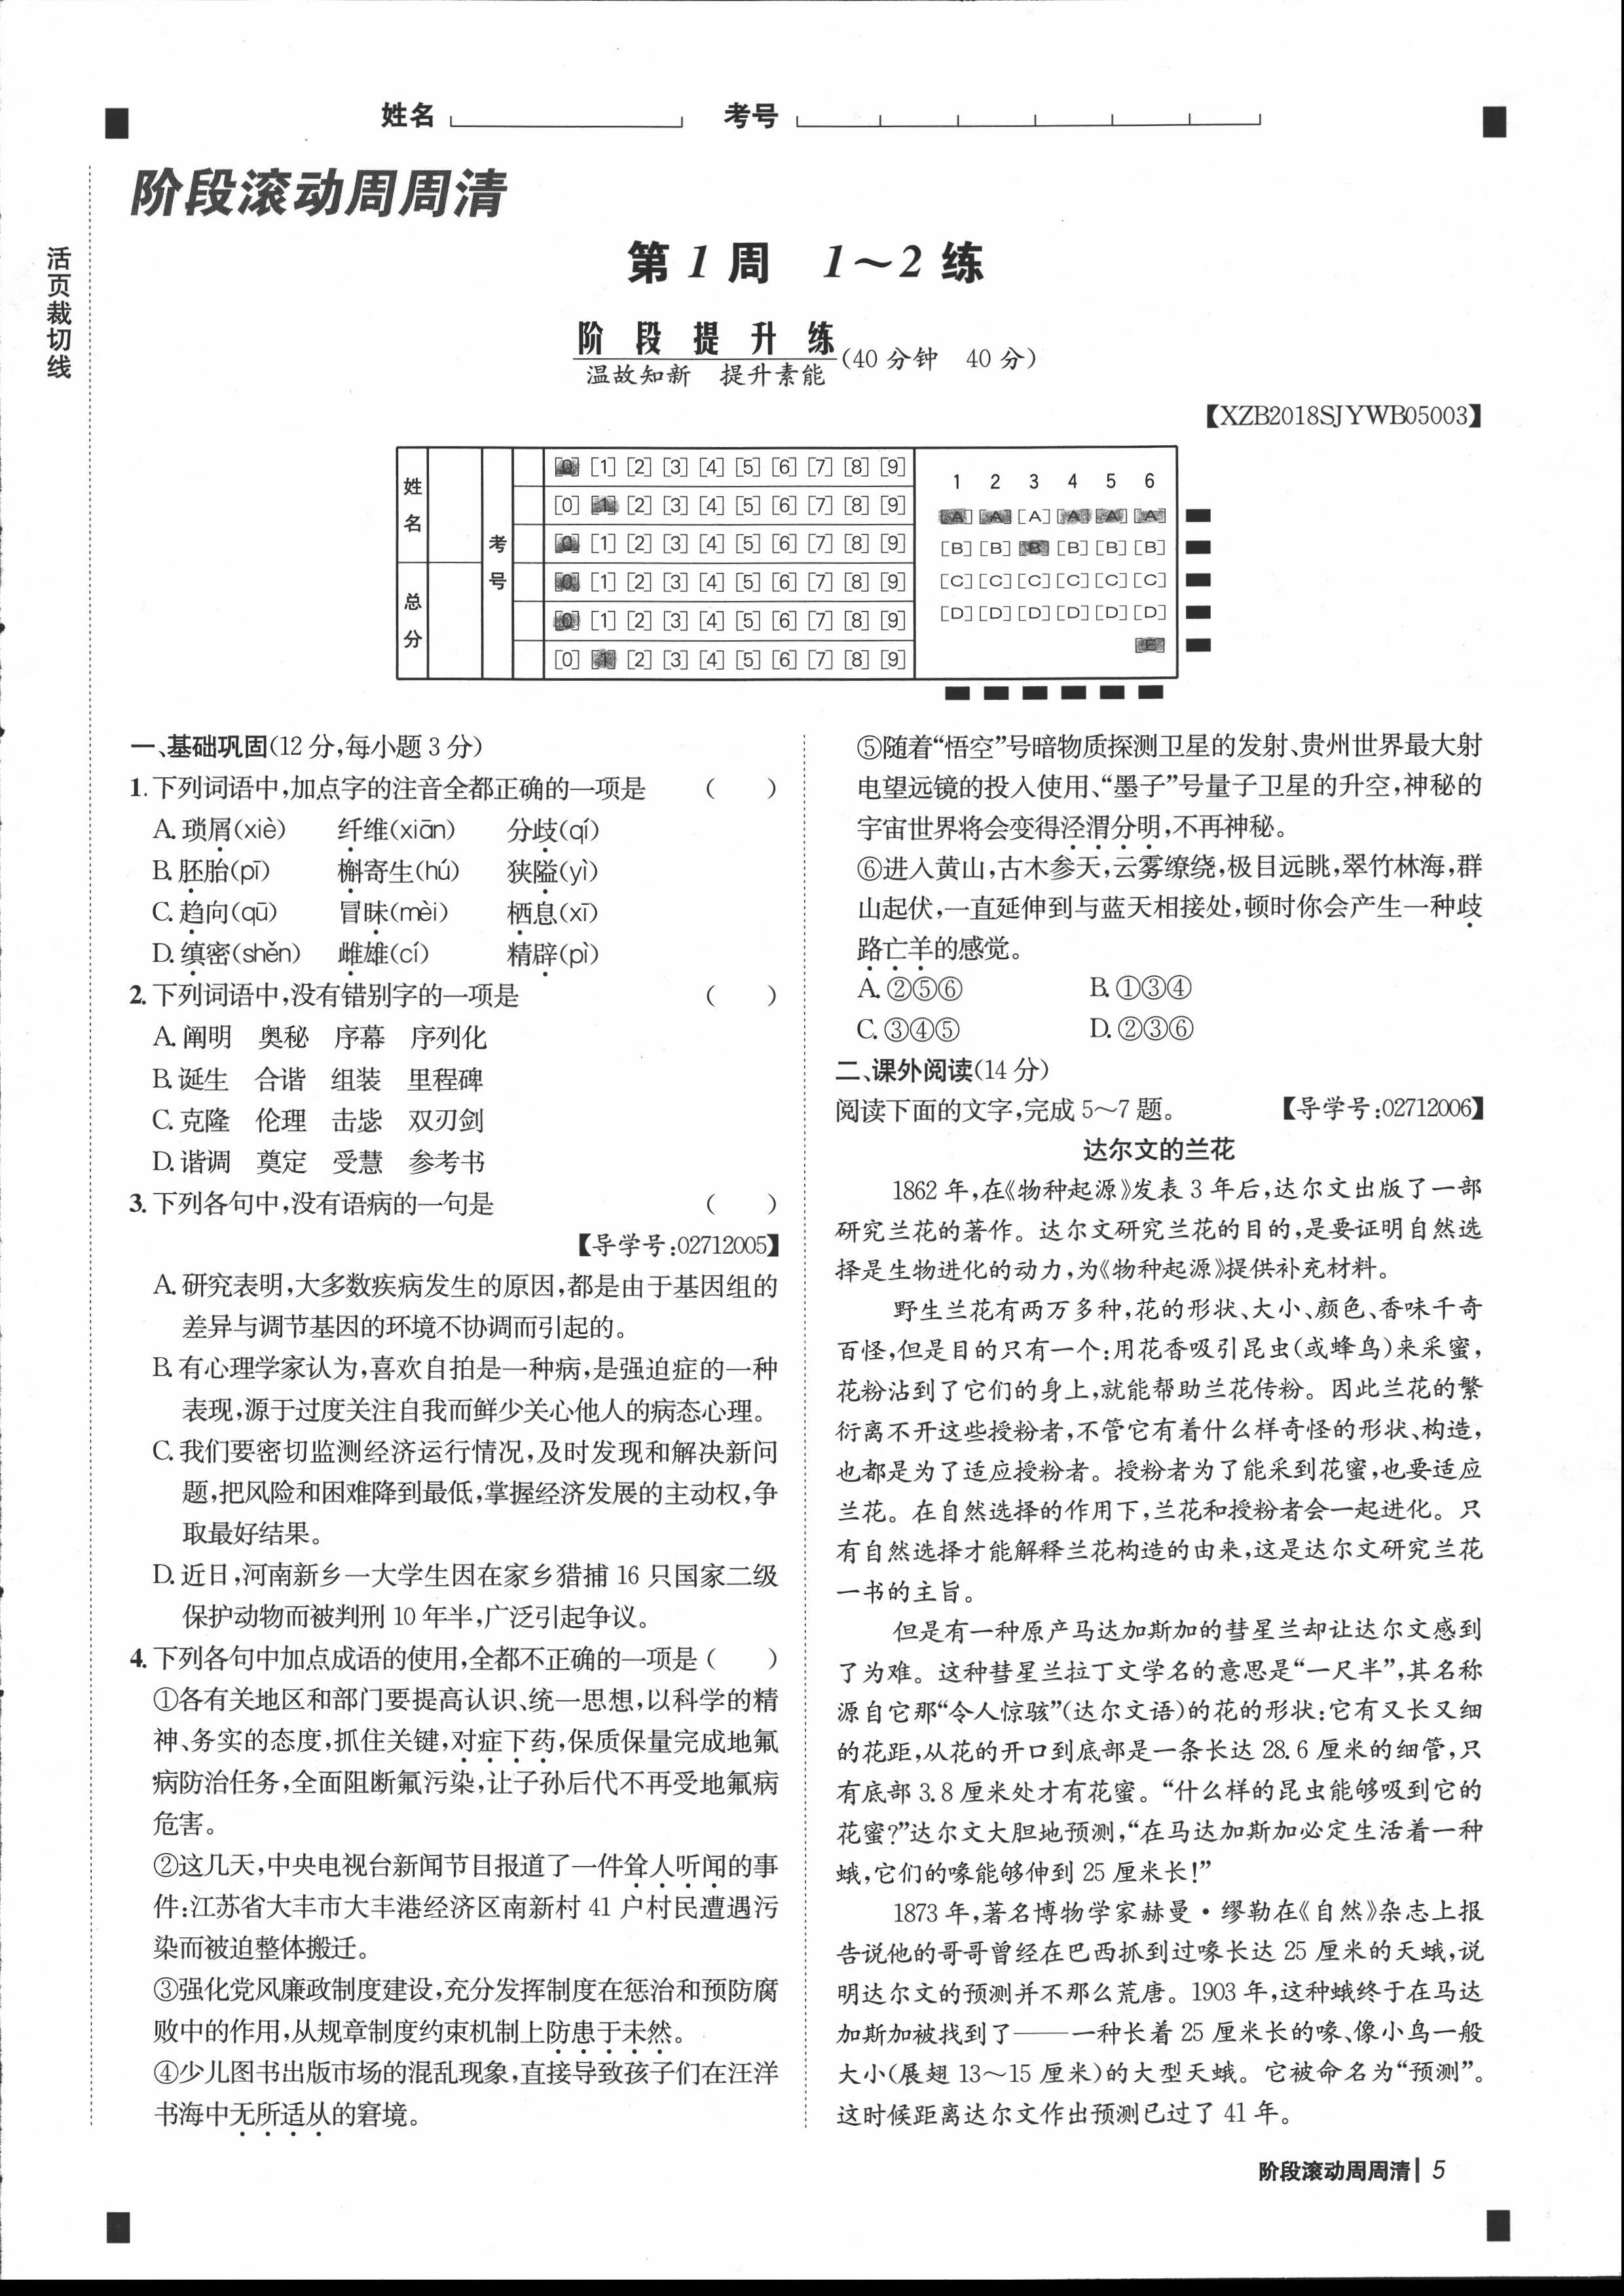 姓名 考号
阶段滚动周周清
活页裁切线
第1周 1~2练
阶段提升练(40分钟 40分)
温故知新 提升素能
【XZB2018SJYWB05003】
姓名
总分
考号
[0] [1] [2] [3] [4] [5] [6] [7] [8] [9]
[0] [1] [2] [3] [4] [5] [6] [7] [8] [9]
[0] [1] [2] [3] [4] [5] [6] [7] [8] [9]
[0] [1] [2] [3] [4] [5] [6] [7] [8] [9]
[0] [1] [2] [3] [4] [5] [6] [7] [8] [9]
[0] [1] [2] [3] [4] [5] [6] [7] [8] [9]
1 2 3 4 5 6
[A] [A] [A] [A] [A] [A]
[B] [B] [B] [B] [B] [B]
[C] [C] [C] [C] [C] [C]
[D] [D] [D] [D] [D] [D]
[E]
一、基础巩固(12分,每小题3分)
1.下列词语中,加点字的注音全都正确的一项是 ( )
A.琐屑(xiè) 纤维(xiān) 分歧(qí)
B.胚胎(pī) 槲寄生(hú) 狭隘(yì)
C.趋向(qū) 冒昧(mèi) 栖息(xī)
D.缜密(shěn) 雌雄(cí) 精辟(pì)
2.下列词语中,没有错别字的一项是 ( )
A.阐明 奥秘 序幕 序列化
B.诞生 合谐 组装 里程碑
C.克隆 伦理 击毖 双刃剑
D.谐调 奠定 受慧 参考书
3.下列各句中,没有语病的一句是 ( )
【导学号:02712005】
A.研究表明,大多数疾病发生的原因,都是由于基因组的
差异与调节基因的环境不协调而引起的。
B.有心理学家认为,喜欢自拍是一种病,是强迫症的一种
表现,源于过度关注自我而鲜少关心他人的病态心理。
C.我们要密切监测经济运行情况,及时发现和解决新问
题,把风险和困难降到最低,掌握经济发展的主动权,争
取最好结果。
D.近日,河南新乡一大学生因在家乡猎捕16只国家二级
保护动物而被判刑10年半,广泛引起争议。
4.下列各句中加点成语的使用,全都不正确的一项是( )
①各有关地区和部门要提高认识、统一思想,以科学的精
神、务实的态度,抓住关键,对症下药,保质保量完成地氟
病防治任务,全面阻断氟污染,让子孙后代不再受地氟病
危害。
②这几天,中央电视台新闻节目报道了一件耸人听闻的事
件:江苏省大丰市大丰港经济区南新村41户村民遭遇污
染而被迫整体搬迁。
③强化党风廉政制度建设,充分发挥制度在惩治和预防腐
败中的作用,从规章制度约束机制上防患于未然。
④少儿图书出版市场的混乱现象,直接导致孩子们在汪洋
书海中无所适从的窘境。
⑤随着“悟空”号暗物质探测卫星的发射、贵州世界最大射
电望远镜的投入使用、“墨子”号量子卫星的升空,神秘的
宇宙世界将会变得泾渭分明,不再神秘。
⑥进入黄山,古木参天,云雾缭绕,极目远眺,翠竹林海,群
山起伏,一直延伸到与蓝天相接处,顿时你会产生一种歧
路亡羊的感觉。
A.②⑤⑥ B.①③④
C.③④⑤ D.②③⑥
二、课外阅读(14分)
阅读下面的文字,完成5~7题。 【导学号:02712006】
达尔文的兰花
1862年,在《物种起源》发表3年后,达尔文出版了一部
研究兰花的著作。达尔文研究兰花的目的,是要证明自然选
择是生物进化的动力,为《物种起源》提供补充材料。
野生兰花有两万多种,花的形状、大小、颜色、香味千奇
百怪,但是目的只有一个:用花香吸引昆虫(或蜂鸟)来采蜜,
花粉沾到了它们的身上,就能帮助兰花传粉。因此兰花的繁
衍离不开这些授粉者,不管它有着什么样奇怪的形状、构造,
也都是为了适应授粉者。授粉者为了能采到花蜜,也要适应
兰花。在自然选择的作用下,兰花和授粉者会一起进化。只
有自然选择才能解释兰花构造的由来,这是达尔文研究兰花
一书的主旨。
但是有一种原产马达加斯加的彗星兰却让达尔文感到
了为难。这种彗星兰拉丁文学名的意思是“一尺半”,其名称
源自它那“令人惊骇”(达尔文语)的花的形状:它有又长又细
的花距,从花的开口到底部是一条长达28.6厘米的细管,只
有底部3.8厘米处才有花蜜。“什么样的昆虫能够吸到它的
花蜜?”达尔文大胆地预测,“在马达加斯加必定生活着一种
蛾,它们的喙能够伸到25厘米长!”
1873年,著名博物学家赫曼·缪勒在《自然》杂志上报
告说他的哥哥曾经在巴西抓到过喙长达25厘米的天蛾,说
明达尔文的预测并不那么荒唐。1903年,这种蛾终于在马达
加斯加被找到了——一种长着25厘米长的喙、像小鸟一般
大小(展翅13~15厘米)的大型天蛾。它被命名为“预测”。
这时候距离达尔文作出预测已过了41年。
阶段滚动周周清 5